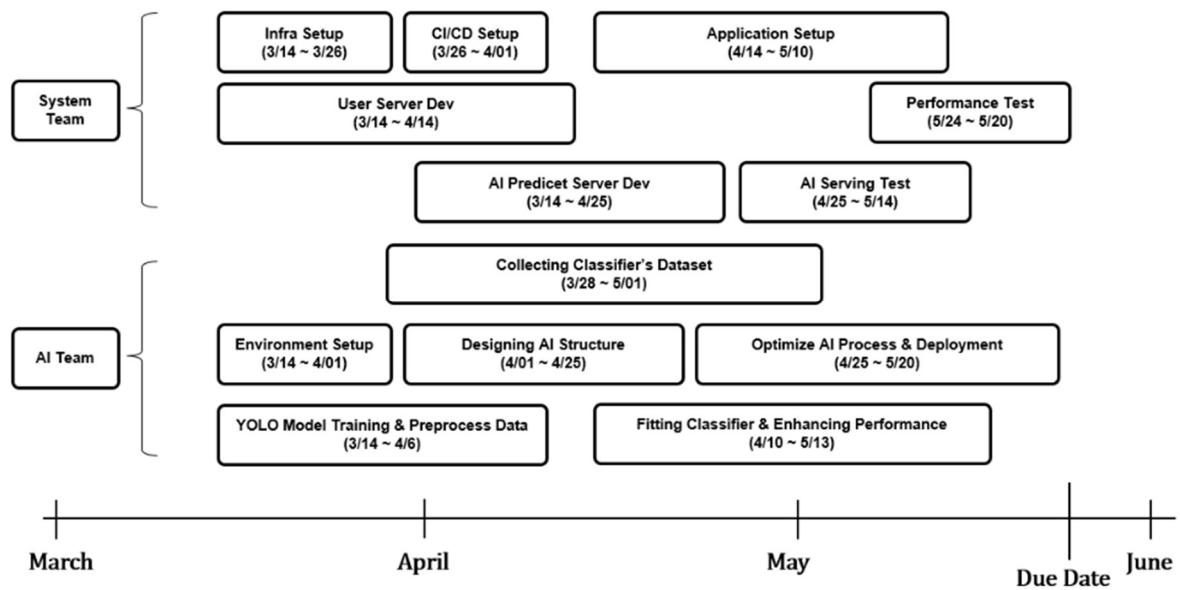 Infra Setup
(3/14 ~ 3/26)
CI/CD Setup
(3/26 ~ 4/01)
Application Setup
(4/14 ~ 5/10)
System
Team
User Server Dev
(3/14 ~ 4/14)
Performance Test
(5/24 ~ 5/20)
AI Predicet Server Dev
(3/14 ~ 4/25)
AI Serving Test
(4/25 ~ 5/14)
Collecting Classifier's Dataset
(3/28 ~ 5/01)
AI Team
Environment Setup
(3/14 ~ 4/01)
Designing AI Structure
(4/01 ~ 4/25)
Optimize AI Process & Deployment
(4/25 ~ 5/20)
YOLO Model Training & Preprocess Data
(3/14 ~ 4/6)
Fitting Classifier & Enhancing Performance
(4/10 ~ 5/13)
March
April
May
Due Date
June